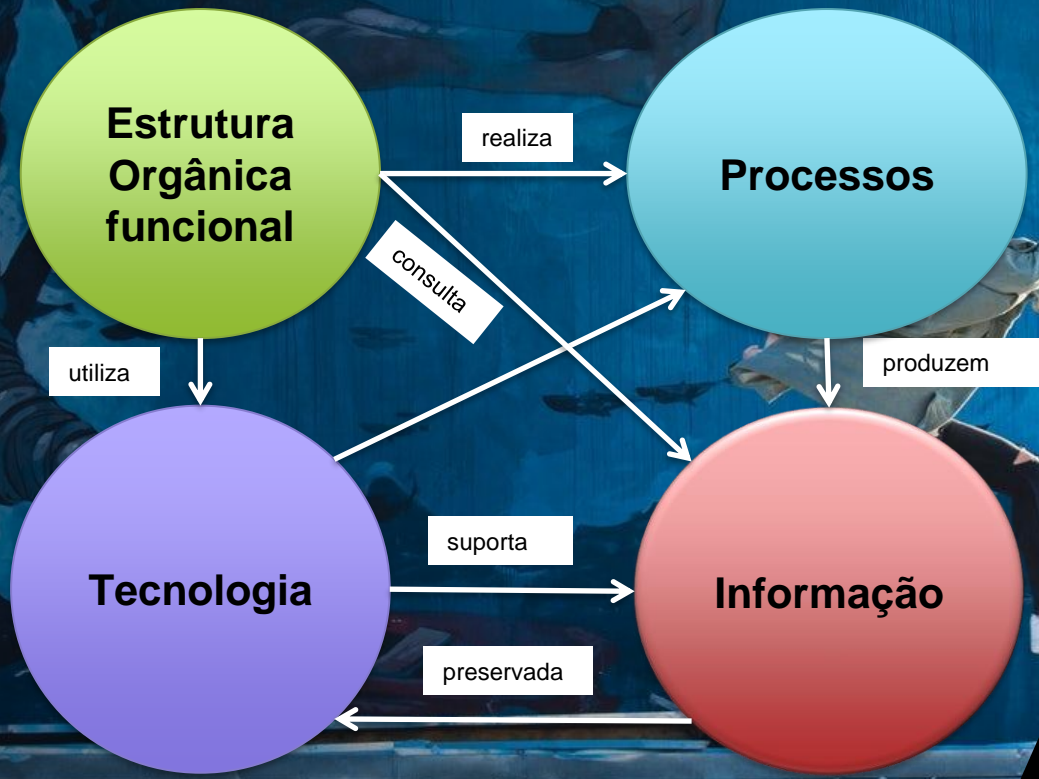 Estrutura
Orgânica
funcional
realiza
Processos
consulta
utiliza
produzem
Tecnologia
suporta
Informação
preservada